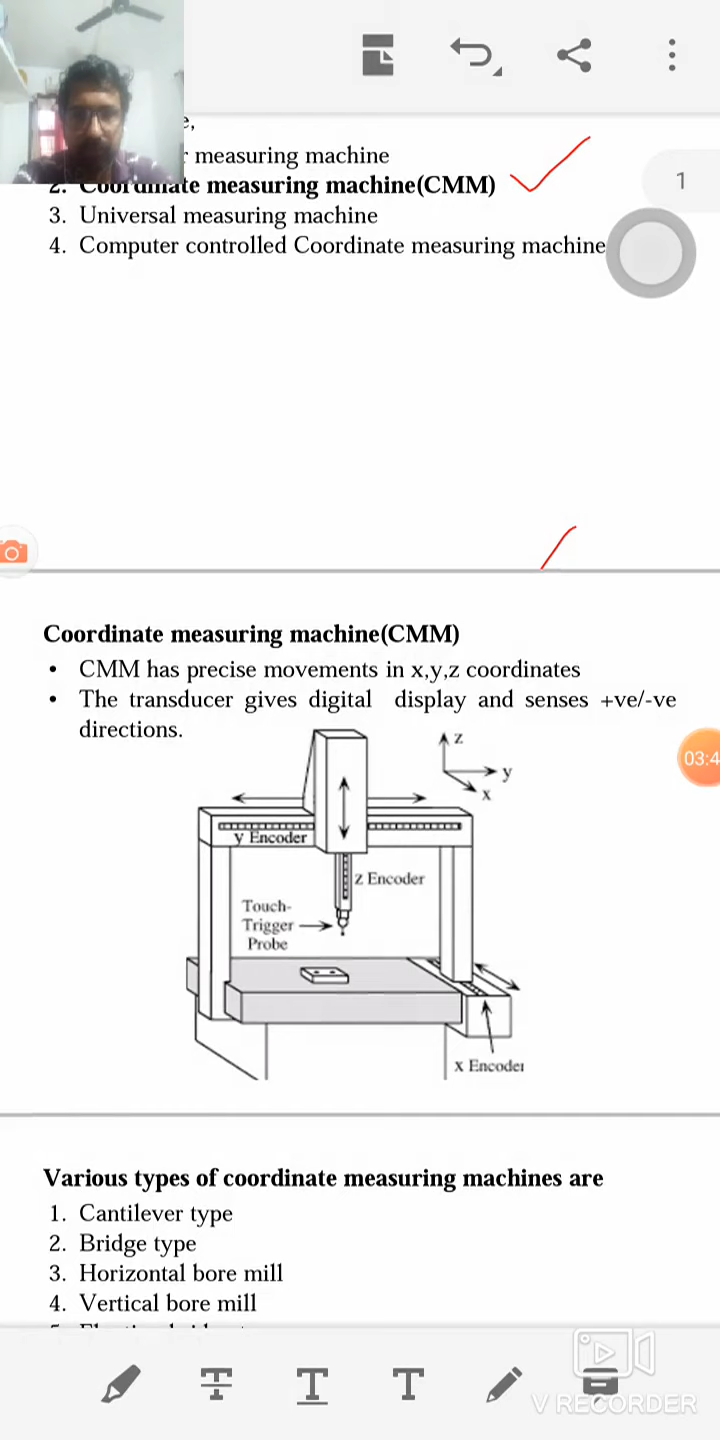 e,
measuring machine
1
2. Coordinate measuring machine(CMM)
3. Universal measuring machine
4. Computer controlled Coordinate measuring machine
Coordinate measuring machine(CMM)
• CMM has precise movements in x,y,z coordinates
• The transducer gives digital display and senses +ve/-ve
directions.
z
y
x
03:4
y Encoder
z Encoder
Touch-
Trigger
Probe
x Encoder
Various types of coordinate measuring machines are
1. Cantilever type
2. Bridge type
3. Horizontal bore mill
4. Vertical bore mill
T T T
V RECORDER